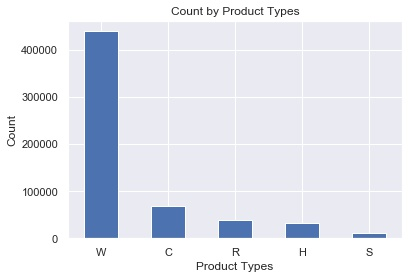 Count by Product Types
400000
300000
200000
100000
0
Count
W C R H S
Product Types